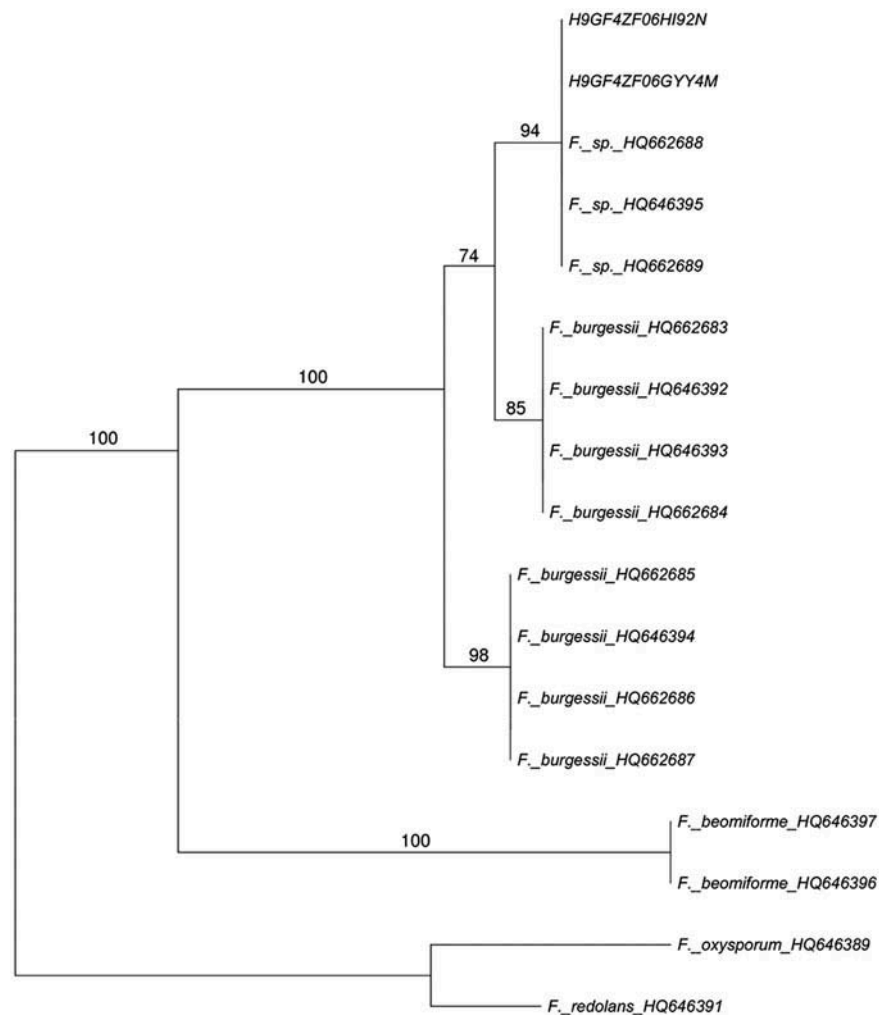 H9GF4ZF06HI92N
H9GF4ZF06GYY4M
94
F._sp._HQ662688
F._sp._HQ646395
74
F._sp._HQ662689
F._burgessii_HQ662683
100
F._burgessii_HQ646392
85
100
F._burgessii_HQ646393
F._burgessii_HQ662684
F._burgessii_HQ662685
F._burgessii_HQ646394
98
F._burgessii_HQ662686
F._burgessii_HQ662687
F._beomiforme_HQ646397
100
F._beomiforme_HQ646396
F._oxysporum_HQ646389
F._redolans_HQ646391